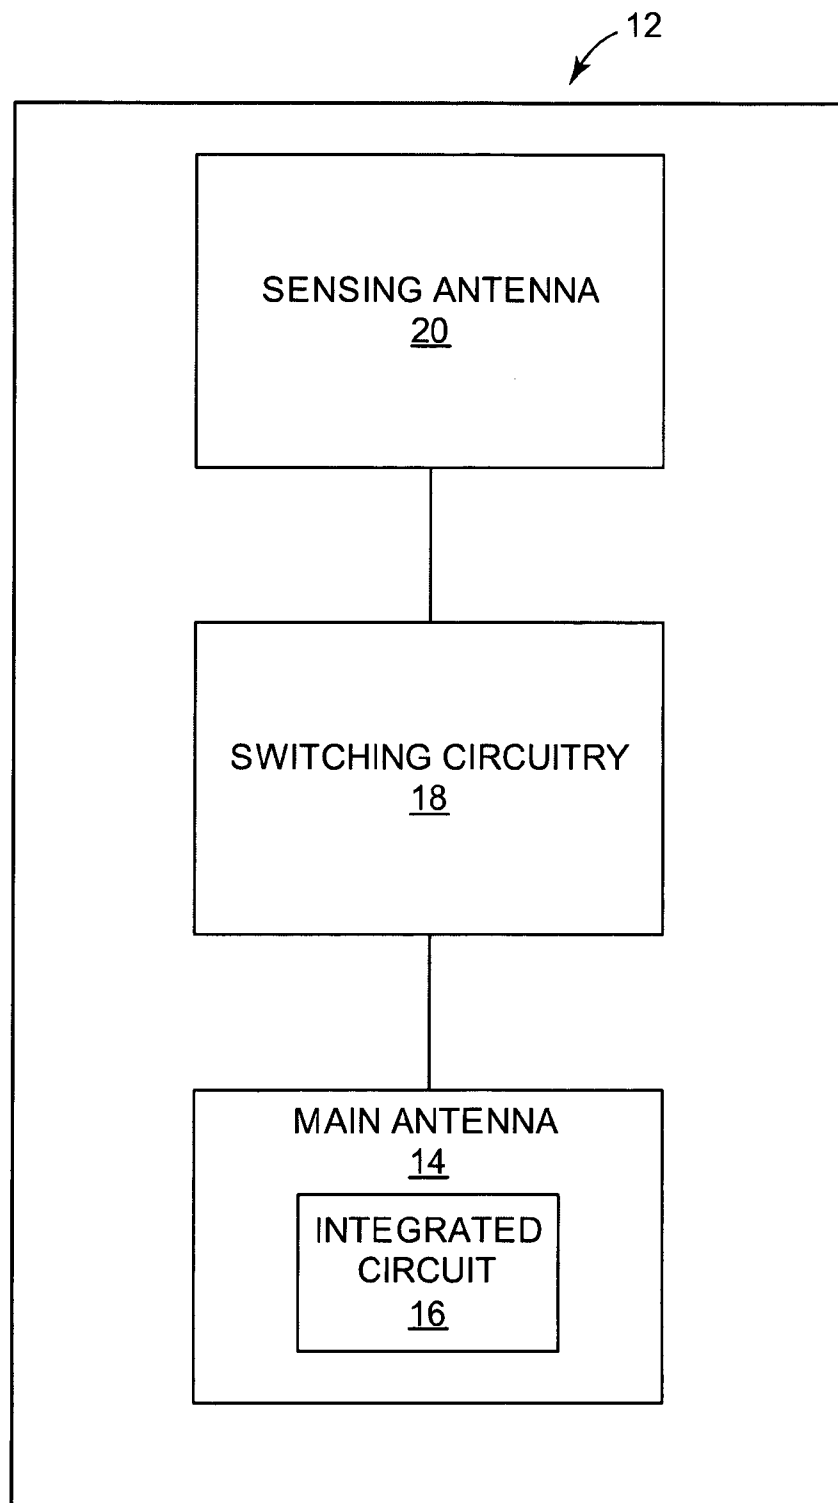 12
SENSING ANTENNA
20
SWITCHING CIRCUITRY
18
MAIN ANTENNA
14
INTEGRATED
CIRCUIT
16